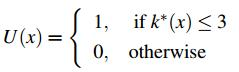 U(x) = { 1, if k*(x) ≤ 3
0, otherwise